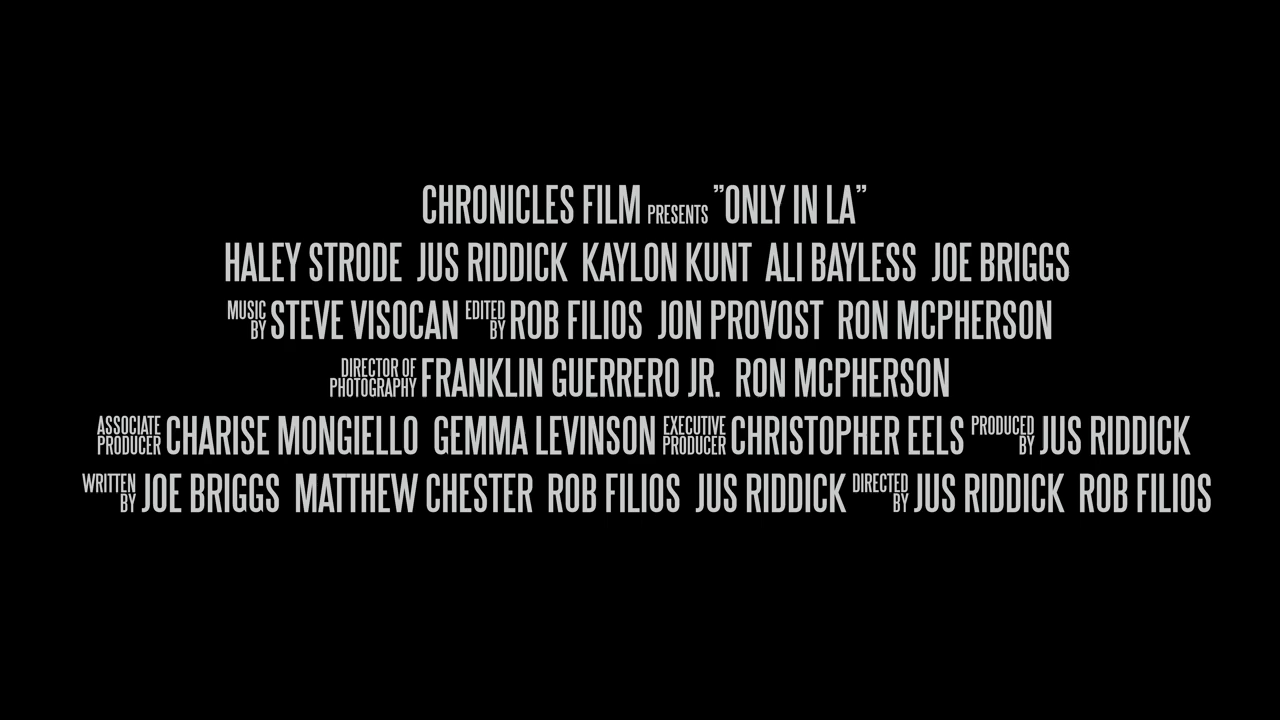 CHRONICLES FILM PRESENTS "ONLY IN LA"
HALEY STRODE JUS RIDDICK KAYLON KUNT ALI BAYLESS JOE BRIGGS
MUSIC BY STEVE VISOCAN EDITED BY ROB FILIOS JON PROVOST RON MCPHERSON
DIRECTOR OF PHOTOGRAPHY FRANKLIN GUERRERO JR. RON MCPHERSON
ASSOCIATE PRODUCER CHARISE MONGIELLO GEMMA LEVINSON EXECUTIVE PRODUCER CHRISTOPHER EELS PRODUCED BY JUS RIDDICK
WRITTEN BY JOE BRIGGS MATTHEW CHESTER ROB FILIOS JUS RIDDICK DIRECTED BY JUS RIDDICK ROB FILIOS